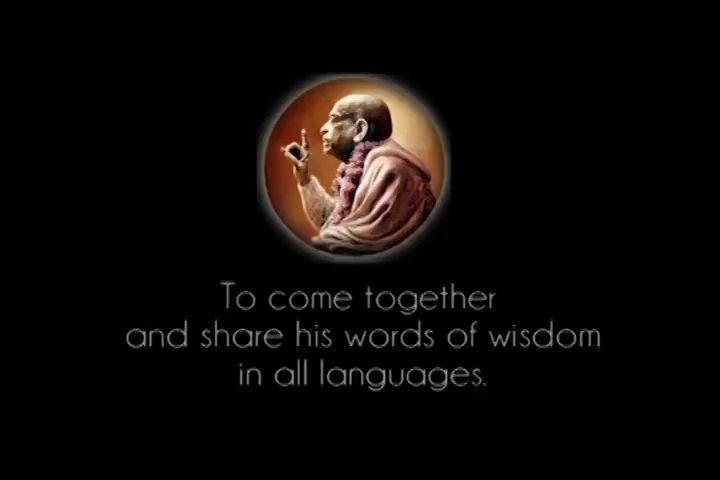 To come together
and share his words of wisdom
in all languages.